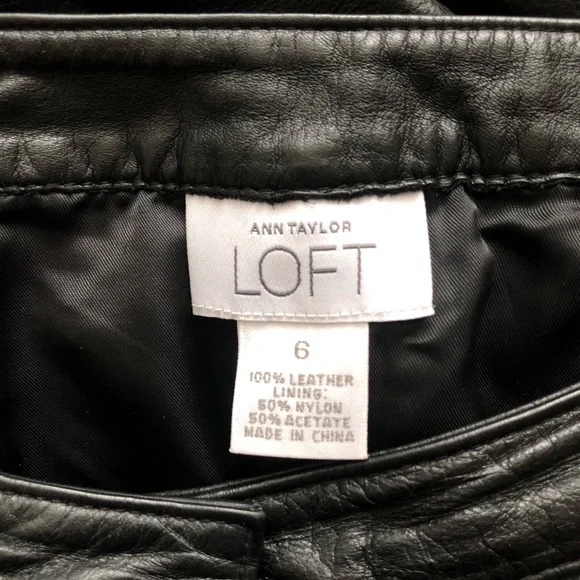 ANN TAYLOR
LOFT
6
100% LEATHER
LINING:
50% NYLON
50% ACETATE
MADE IN CHINA